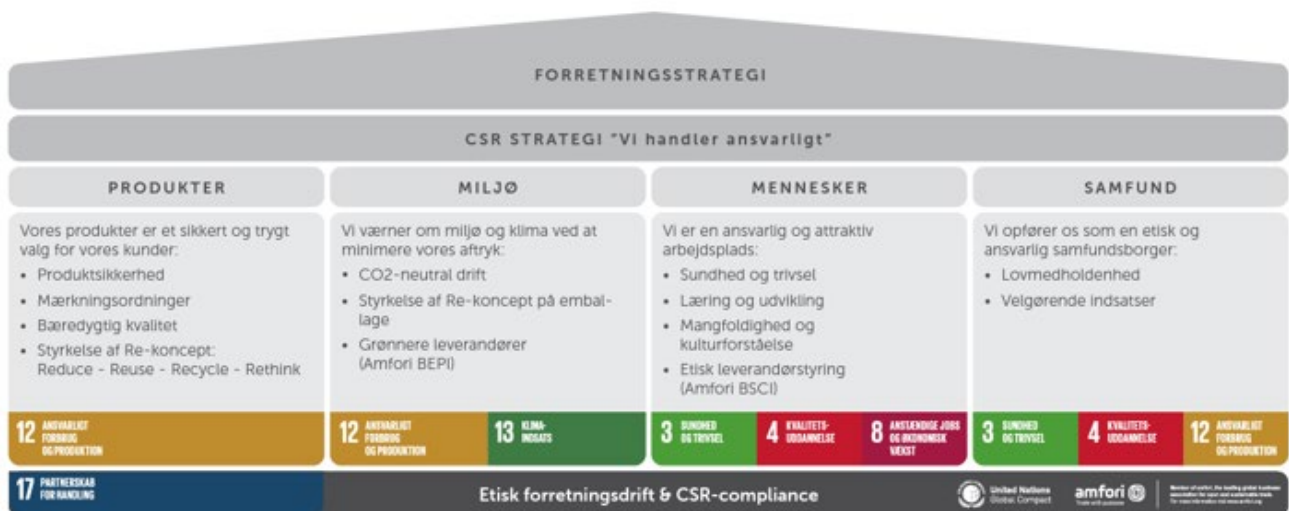 FORRETNINGSSTRATEGI
CSR STRATEGI "Vi handler ansvarligt"
PRODUKTER
Vores produkter er et sikkert og trygt
valg for vores kunder:
• Produktsikkerhed
• Mærkningsordninger
• Bæredygtig kvalitet
• Styrkelse af Re-koncept:
Reduce - Reuse - Recycle - Rethink
12 ANSVARLIGT
FORBRUG
OG PRODUKTION
MILJØ
Vi værner om miljø og klima ved at
minimere vores aftryk:
• CO2-neutral drift
• Styrkelse af Re-koncept på embal-
lage
• Grønnere leverandører
(Amfori BEPI)
12 ANSVARLIGT
FORBRUG
OG PRODUKTION
13 KLIMA-
INDSATS
MENNESKER
Vi er en ansvarlig og attraktiv
arbejdsplads:
• Sundhed og trivsel
• Læring og udvikling
• Mangfoldighed og
kulturforståelse
• Etisk leverandørstyring
(Amfori BSCI)
3 SUNDHED
OG TRIVSEL
4 KVALITETS-
UDDANNELSE
8 ANSTÆNDIGE JOBS
OG ØKONOMISK
VÆKST
SAMFUND
Vi opfører os som en etisk og
ansvarlig samfundsborger:
• Lovmedholdenhed
• Velgørende indsatser
3 SUNDHED
OG TRIVSEL
4 KVALITETS-
UDDANNELSE
12 ANSVARLIGT
FORBRUG
OG PRODUKTION
17 PARTNERSKAB
FOR HANDLING
Etisk forretningsdrift & CSR-compliance
United Nations
Global Compact
amfori
Trade with purpose